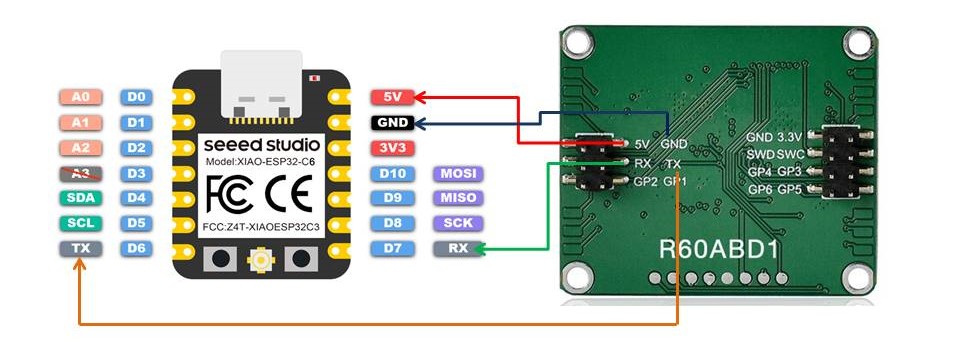 A0 D0 5V
A1 D1 GND
A2 D2 3V3
A3 D3 D10 MOSI
SDA D4 D9 MISO
SCL D5 D8 SCK
TX D6 D7 RX
seeed studio
Model:XIAO-ESP32-C6
FCC CE
FCC:Z4T-XIAOESP32C3
5V GND
RX TX
GP2 GP1
GND 3.3V
SWD SWC
GP4 GP3
GP6 GP5
R60ABD1